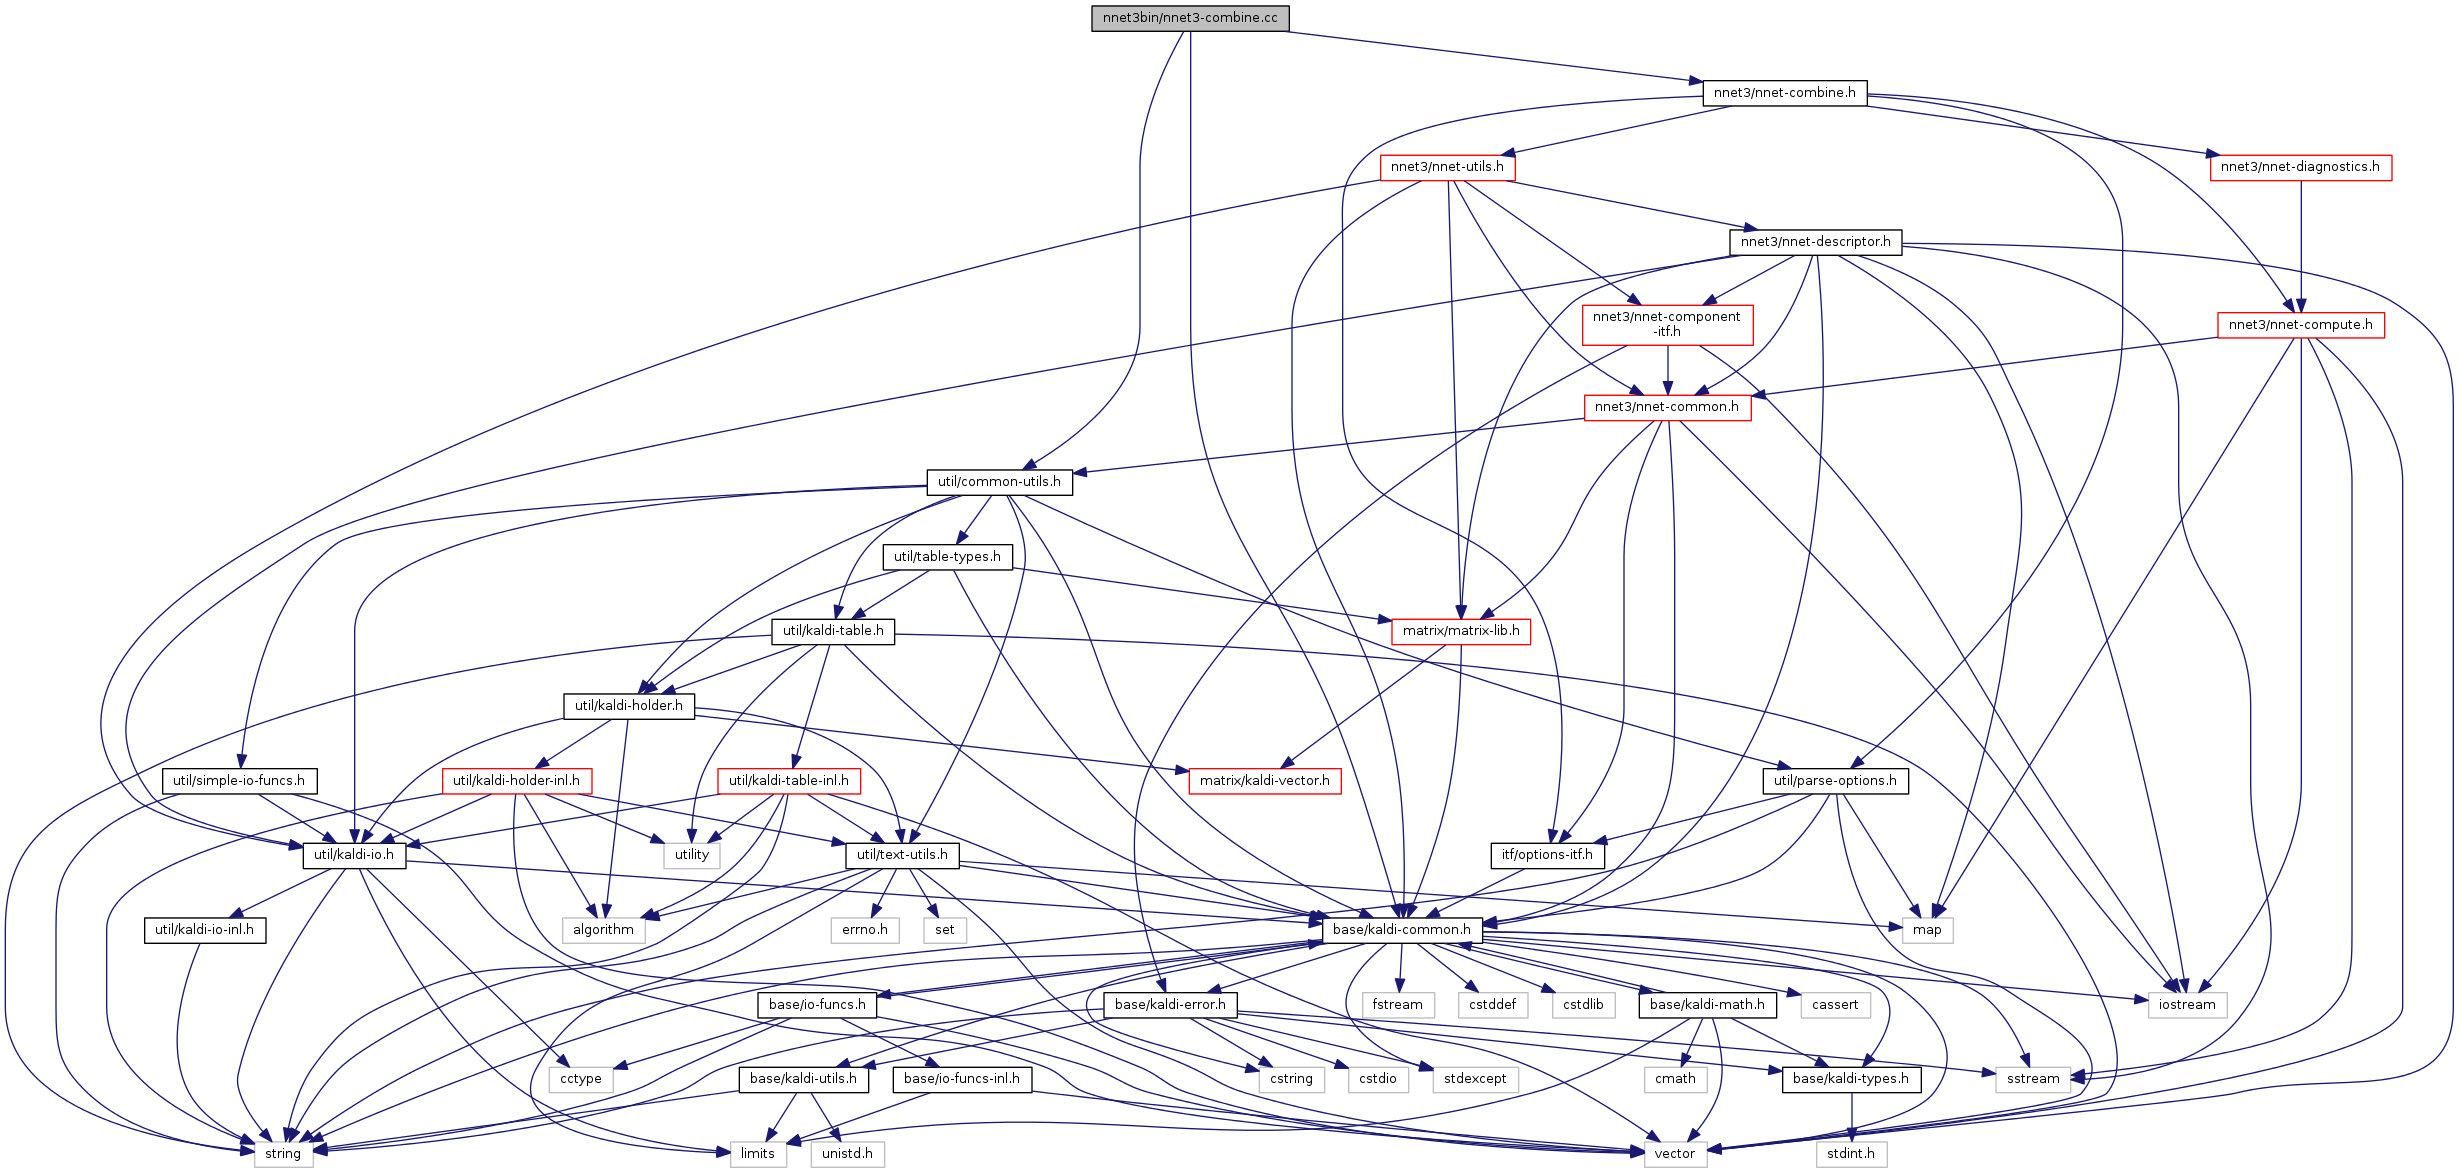 nnet3bin/nnet3-combine.cc
nnet3/nnet-combine.h
nnet3/nnet-utils.h
nnet3/nnet-diagnostics.h
nnet3/nnet-descriptor.h
nnet3/nnet-component
-itf.h
nnet3/nnet-compute.h
nnet3/nnet-common.h
util/common-utils.h
util/table-types.h
util/kaldi-table.h
matrix/matrix-lib.h
util/kaldi-holder.h
util/simple-io-funcs.h
util/kaldi-holder-inl.h
util/kaldi-table-inl.h
matrix/kaldi-vector.h
util/parse-options.h
util/kaldi-io.h
utility
util/text-utils.h
itf/options-itf.h
util/kaldi-io-inl.h
algorithm
errno.h
set
base/kaldi-common.h
map
base/io-funcs.h
base/kaldi-error.h
fstream
cstddef
cstdlib
base/kaldi-math.h
cassert
iostream
cctype
base/kaldi-utils.h
base/io-funcs-inl.h
cstring
cstdio
stdexcept
cmath
base/kaldi-types.h
sstream
string
limits
unistd.h
vector
stdint.h